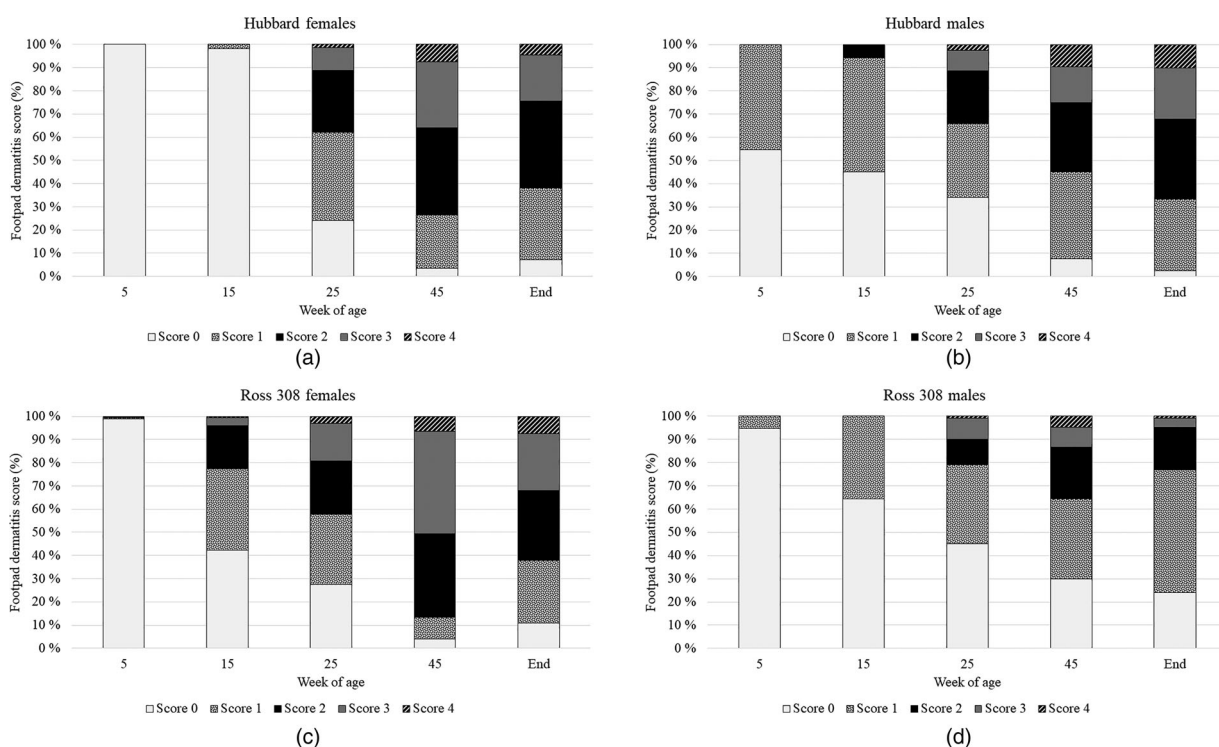 Hubbard females
Footpad dermatitis score (%)
100 %
90 %
80 %
70 %
60 %
50 %
40 %
30 %
20 %
10 %
0 %
5 15 25 45 End
Week of age
Score 0 Score 1 Score 2 Score 3 Score 4
(a)
Hubbard males
Footpad dermatitis score (%)
100 %
90 %
80 %
70 %
60 %
50 %
40 %
30 %
20 %
10 %
0 %
5 15 25 45 End
Week of age
Score 0 Score 1 Score 2 Score 3 Score 4
(b)
Ross 308 females
Footpad dermatitis score (%)
100 %
90 %
80 %
70 %
60 %
50 %
40 %
30 %
20 %
10 %
0 %
5 15 25 45 End
Week of age
Score 0 Score 1 Score 2 Score 3 Score 4
(c)
Ross 308 males
Footpad dermatitis score (%)
100 %
90 %
80 %
70 %
60 %
50 %
40 %
30 %
20 %
10 %
0 %
5 15 25 45 End
Week of age
Score 0 Score 1 Score 2 Score 3 Score 4
(d)